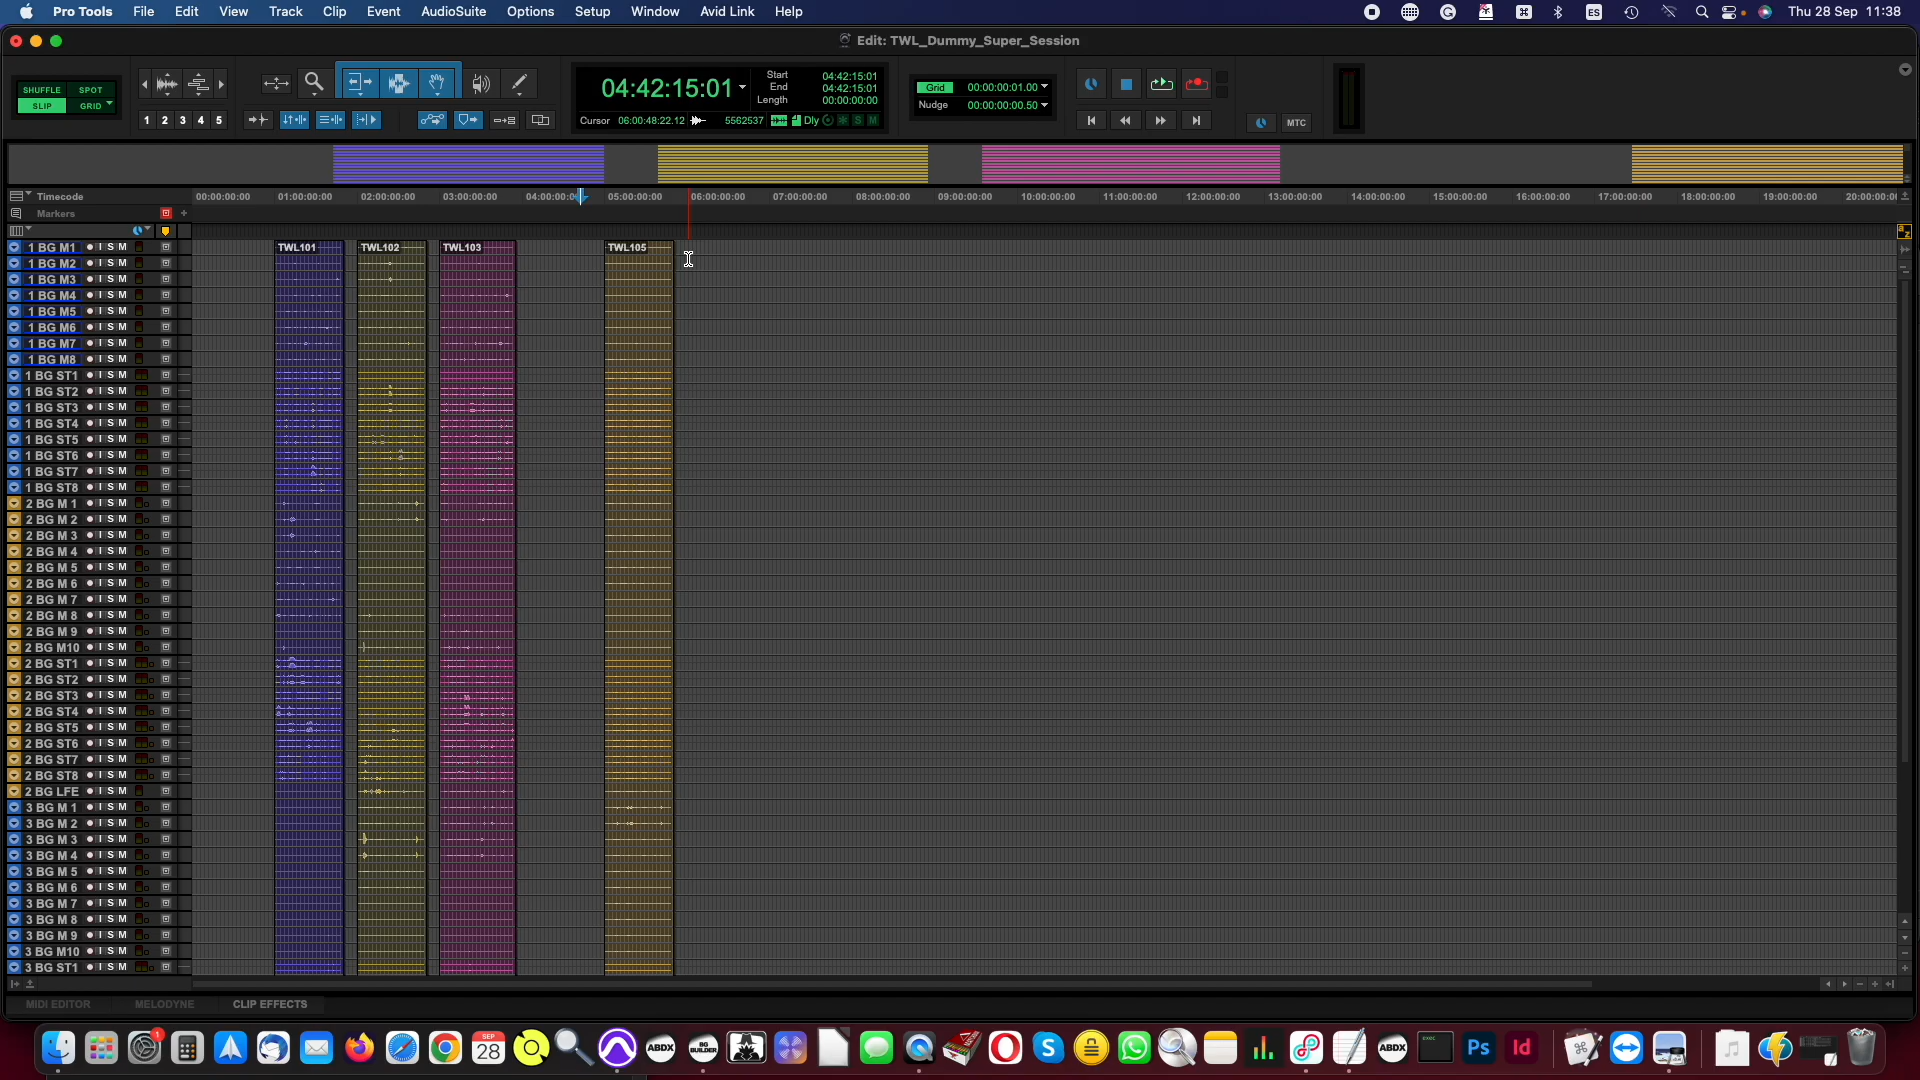 Pro Tools File Edit View Track Clip Event AudioSuite Options Setup Window Avid Link Help ES Thu 28 Sep 11:38
Edit: TWL_Dummy_Super_Session
SHUFFLE SPOT
SLIP GRID
1 2 3 4 5
04:42:15:01
Start 04:42:15:01
End 04:42:15:01
Length 00:00:00:00
Cursor 06:00:48:22.12 5562537 Dly S M
Grid 00:00:00:01.00
Nudge 00:00:00:00.50
MTC
Timecode 00:00:00:00 01:00:00:00 02:00:00:00 03:00:00:00 04:00:00:0 05:00:00:00 06:00:00:00 07:00:00:00 08:00:00:00 09:00:00:00 10:00:00:00 11:00:00:00 12:00:00:00 13:00:00:00 14:00:00:00 15:00:00:00 16:00:00:00 17:00:00:00 18:00:00:00 19:00:00:00 20:00:00:0
Markers
1 BG M1 I S M TWL101 TWL102 TWL103 TWL105
1 BG M2 I S M
1 BG M3 I S M
1 BG M4 I S M
1 BG M5 I S M
1 BG M6 I S M
1 BG M7 I S M
1 BG M8 I S M
1 BG ST1 I S M
1 BG ST2 I S M
1 BG ST3 I S M
1 BG ST4 I S M
1 BG ST5 I S M
1 BG ST6 I S M
1 BG ST7 I S M
1 BG ST8 I S M
2 BG M 1 I S M
2 BG M 2 I S M
2 BG M 3 I S M
2 BG M 4 I S M
2 BG M 5 I S M
2 BG M 6 I S M
2 BG M 7 I S M
2 BG M 8 I S M
2 BG M 9 I S M
2 BG M10 I S M
2 BG ST1 I S M
2 BG ST2 I S M
2 BG ST3 I S M
2 BG ST4 I S M
2 BG ST5 I S M
2 BG ST6 I S M
2 BG ST7 I S M
2 BG ST8 I S M
2 BG LFE I S M
3 BG M 1 I S M
3 BG M 2 I S M
3 BG M 3 I S M
3 BG M 4 I S M
3 BG M 5 I S M
3 BG M 6 I S M
3 BG M 7 I S M
3 BG M 8 I S M
3 BG M 9 I S M
3 BG M10 I S M
3 BG ST1 I S M
MIDI EDITOR MELODYNE CLIP EFFECTS
1 SEP 28 ABDX BG BUILDER ABDX exec Ps Id